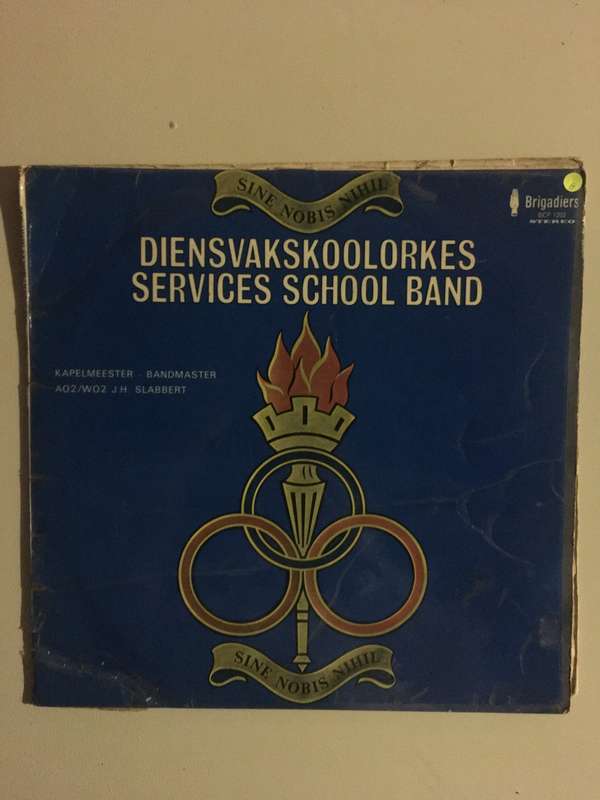 SINE NOBIS NIHIL
Brigadiers
STEREO
DIENSVAKSKOOLORKES
SERVICES SCHOOL BAND
KAPELMEESTER - BANDMASTER
AO2/WO2 J.H. SLABBERT
SINE NOBIS NIHIL